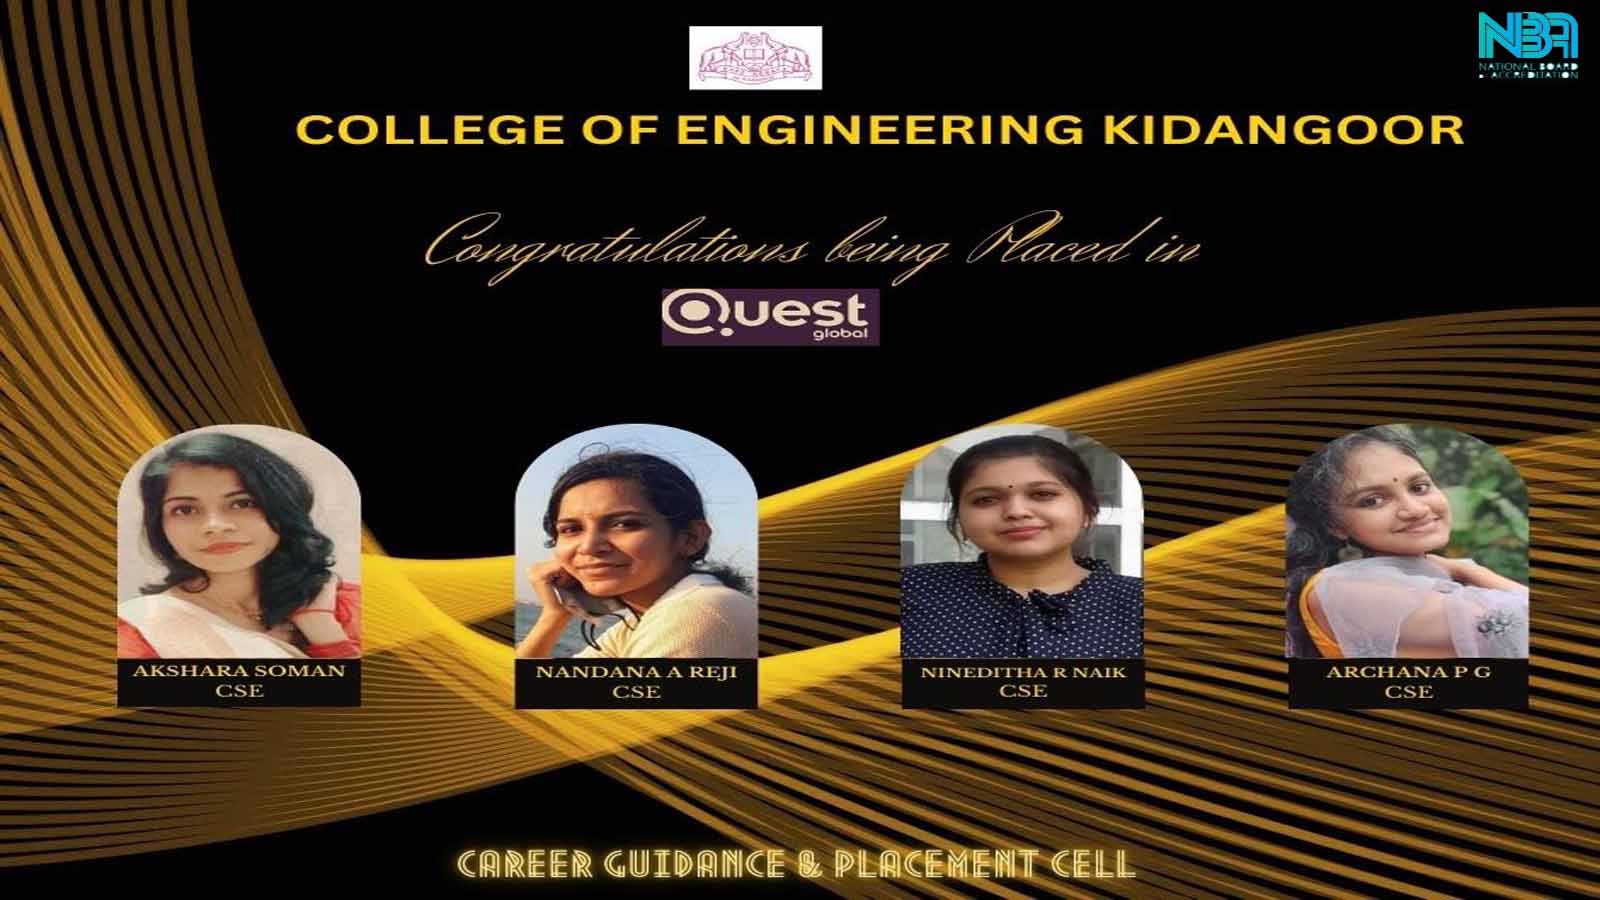 NBA
NATIONAL BOARD
of ACCREDITATION
COLLEGE OF ENGINEERING KIDANGOOR
Congratulations being Placed in
Quest
global
AKSHARA SOMAN
CSE
NANDANA A REJI
CSE
NINEDITHA R NAIK
CSE
ARCHANA P G
CSE
CAREER GUIDANCE & PLACEMENT CELL